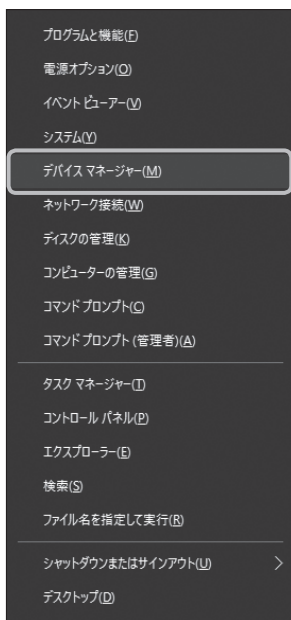 プログラムと機能(F)
電源オプション(O)
イベント ビューアー(V)
システム(Y)
デバイス マネージャー(M)
ネットワーク接続(W)
ディスクの管理(K)
コンピューターの管理(G)
コマンド プロンプト(C)
コマンド プロンプト (管理者)(A)
タスク マネージャー(T)
コントロール パネル(P)
エクスプローラー(E)
検索(S)
ファイル名を指定して実行(R)
シャットダウンまたはサインアウト(U)
デスクトップ(D)